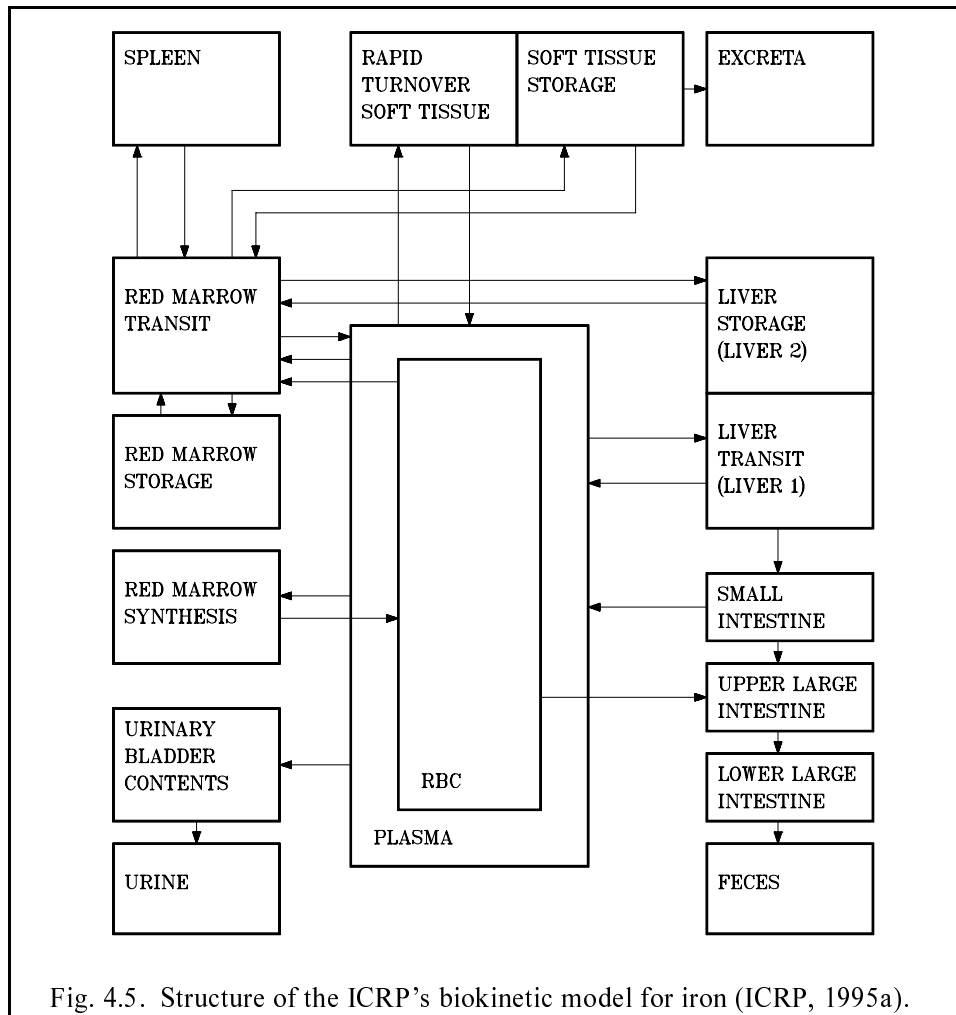 SPLEEN
RAPID
TURNOVER
SOFT TISSUE
SOFT TISSUE
STORAGE
EXCRETA
RED MARROW
TRANSIT
LIVER
STORAGE
(LIVER 2)
RED MARROW
STORAGE
LIVER
TRANSIT
(LIVER 1)
RED MARROW
SYNTHESIS
SMALL
INTESTINE
UPPER LARGE
INTESTINE
URINARY
BLADDER
CONTENTS
LOWER LARGE
INTESTINE
RBC
PLASMA
URINE
FECES
Fig. 4.5. Structure of the ICRP's biokinetic model for iron (ICRP, 1995a).